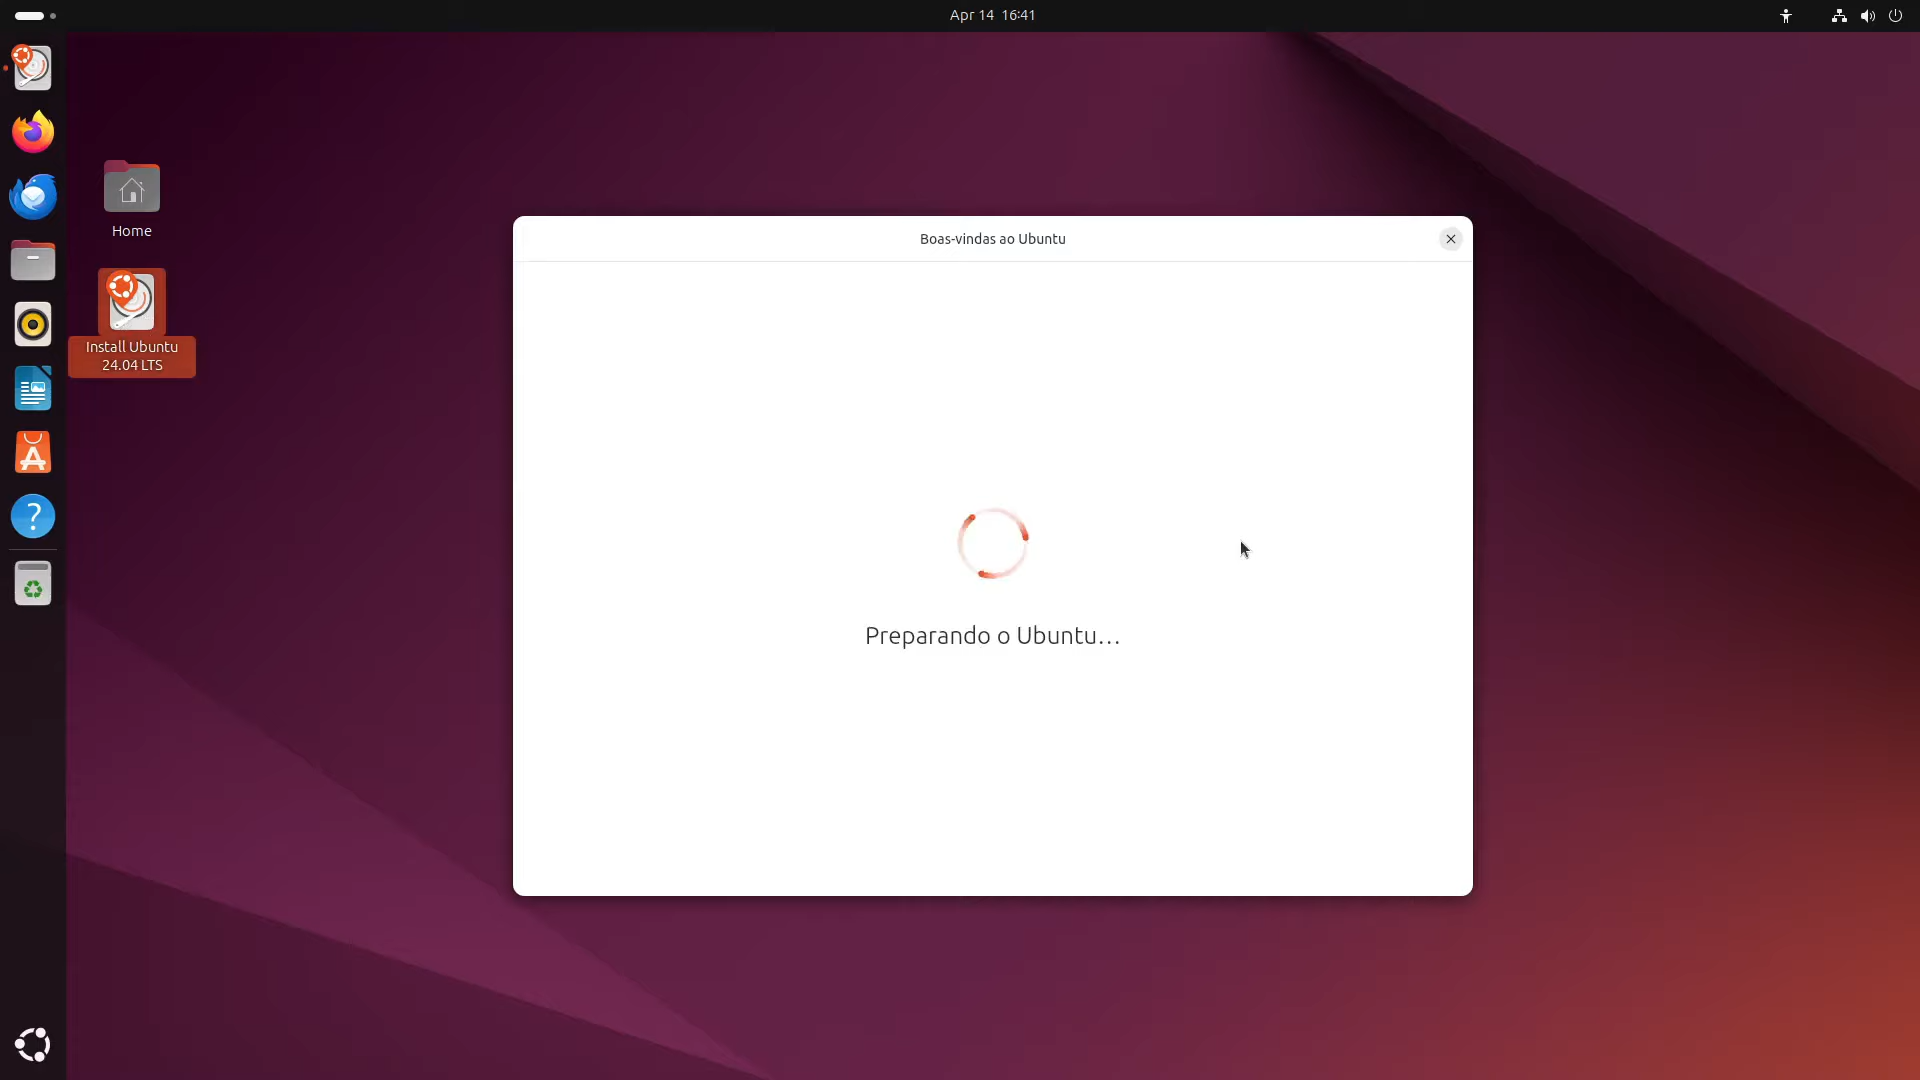 Apr 14 16:41
Home
Install Ubuntu
24.04 LTS
Boas-vindas ao Ubuntu
Preparando o Ubuntu…